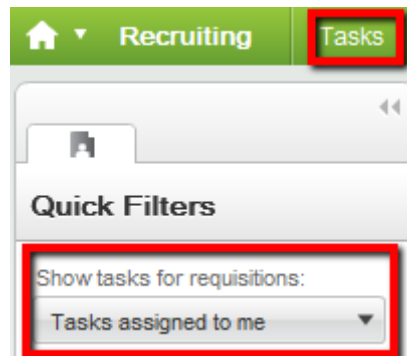 Recruiting Tasks
Quick Filters
Show tasks for requisitions:
Tasks assigned to me